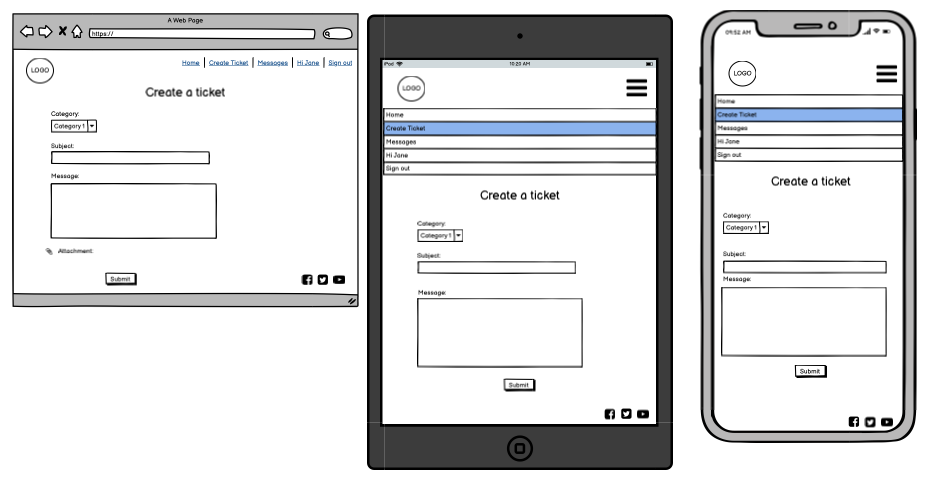 A Web Page
https://
LOGO
Home Create Ticket Messages Hi Jane Sign out
Create a ticket
Category:
Category 1
Subject:
Message:
Attachment:
Submit
iPod 10:20 AM
LOGO
Home
Create Ticket
Messages
Hi Jane
Sign out
Create a ticket
Category:
Category 1
Subject:
Message:
Submit
09:52 AM
LOGO
Home
Create Ticket
Messages
Hi Jane
Sign out
Create a ticket
Category:
Category 1
Subject:
Message:
Submit